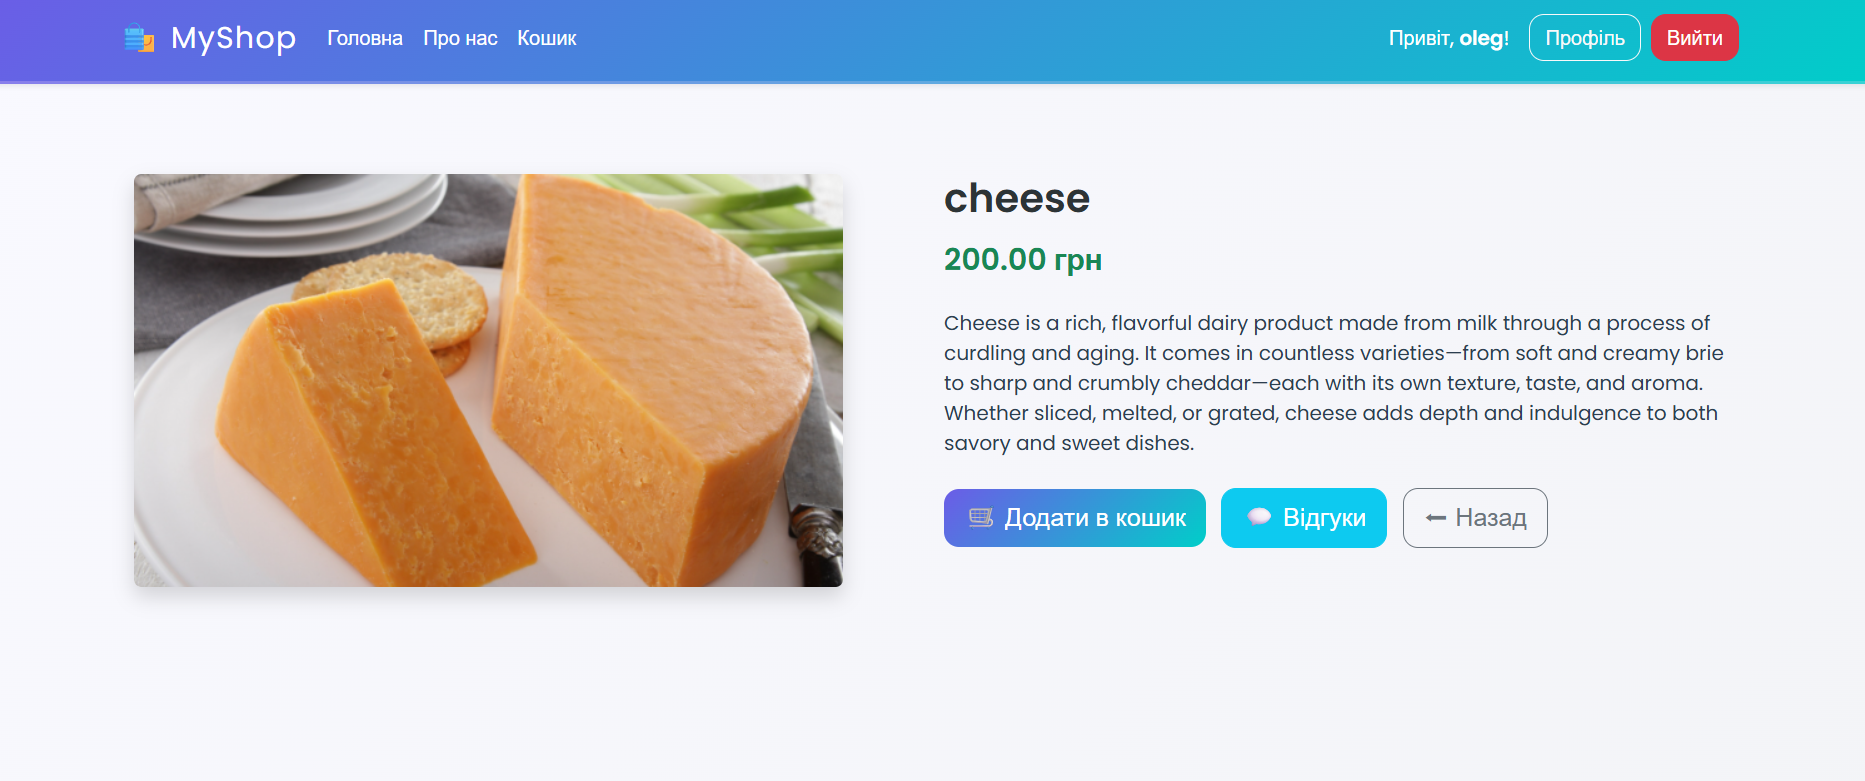 MyShop Головна Про нас Кошик Привіт, oleg! Профіль Вийти
cheese
200.00 грн
Cheese is a rich, flavorful dairy product made from milk through a process of
curdling and aging. It comes in countless varieties—from soft and creamy brie
to sharp and crumbly cheddar—each with its own texture, taste, and aroma.
Whether sliced, melted, or grated, cheese adds depth and indulgence to both
savory and sweet dishes.
Додати в кошик Відгуки Назад